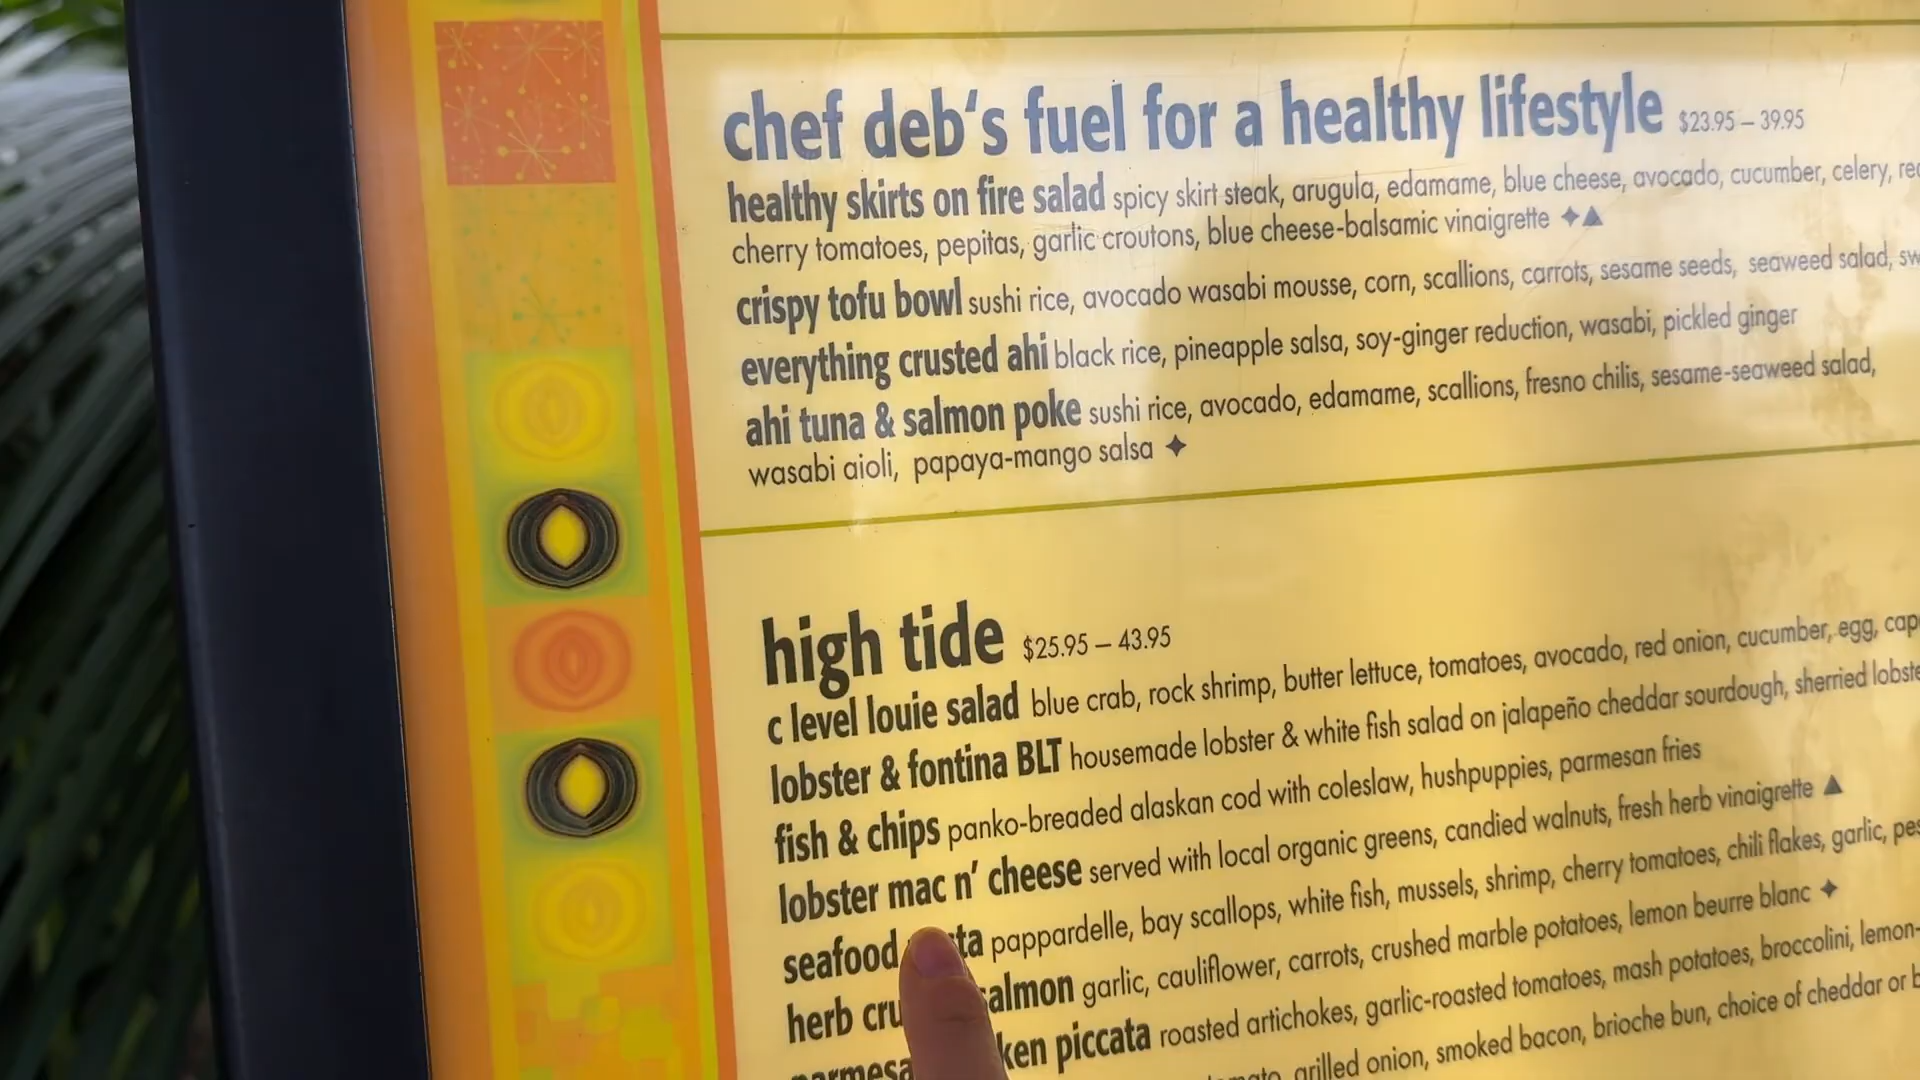 chef deb's fuel for a healthy lifestyle $23.95 – 39.95
healthy skirts on fire salad spicy skirt steak, arugula, edamame, blue cheese, avocado, cucumber, celery,
cherry tomatoes, pepitas, garlic croutons, blue cheese-balsamic vinaigrette ✦▲
crispy tofu bowl sushi rice, avocado wasabi mousse, corn, scallions, carrots, sesame seeds, seaweed salad,
everything crusted ahi black rice, pineapple salsa, soy-ginger reduction, wasabi, pickled ginger
ahi tuna & salmon poke sushi rice, avocado, edamame, scallions, fresno chilis, sesame-seaweed salad,
wasabi aioli, papaya-mango salsa ✦
high tide $25.95 – 43.95
c level louie salad blue crab, rock shrimp, butter lettuce, tomatoes, avocado, red onion, cucumber, egg,
lobster & fontina BLT housemade lobster & white fish salad on jalapeño cheddar sourdough, sherried
fish & chips panko-breaded alaskan cod with coleslaw, hushpuppies, parmesan fries
lobster mac n' cheese served with local organic greens, candied walnuts, fresh herb vinaigrette ▲
seafood pappardelle, bay scallops, white fish, mussels, shrimp, cherry tomatoes, chili flakes, garlic,
herb salmon garlic, cauliflower, carrots, crushed marble potatoes, lemon beurre blanc ✦
piccata roasted artichokes, garlic-roasted tomatoes, mash potatoes, broccolini, lemon-
grilled onion, smoked bacon, brioche bun, choice of cheddar or